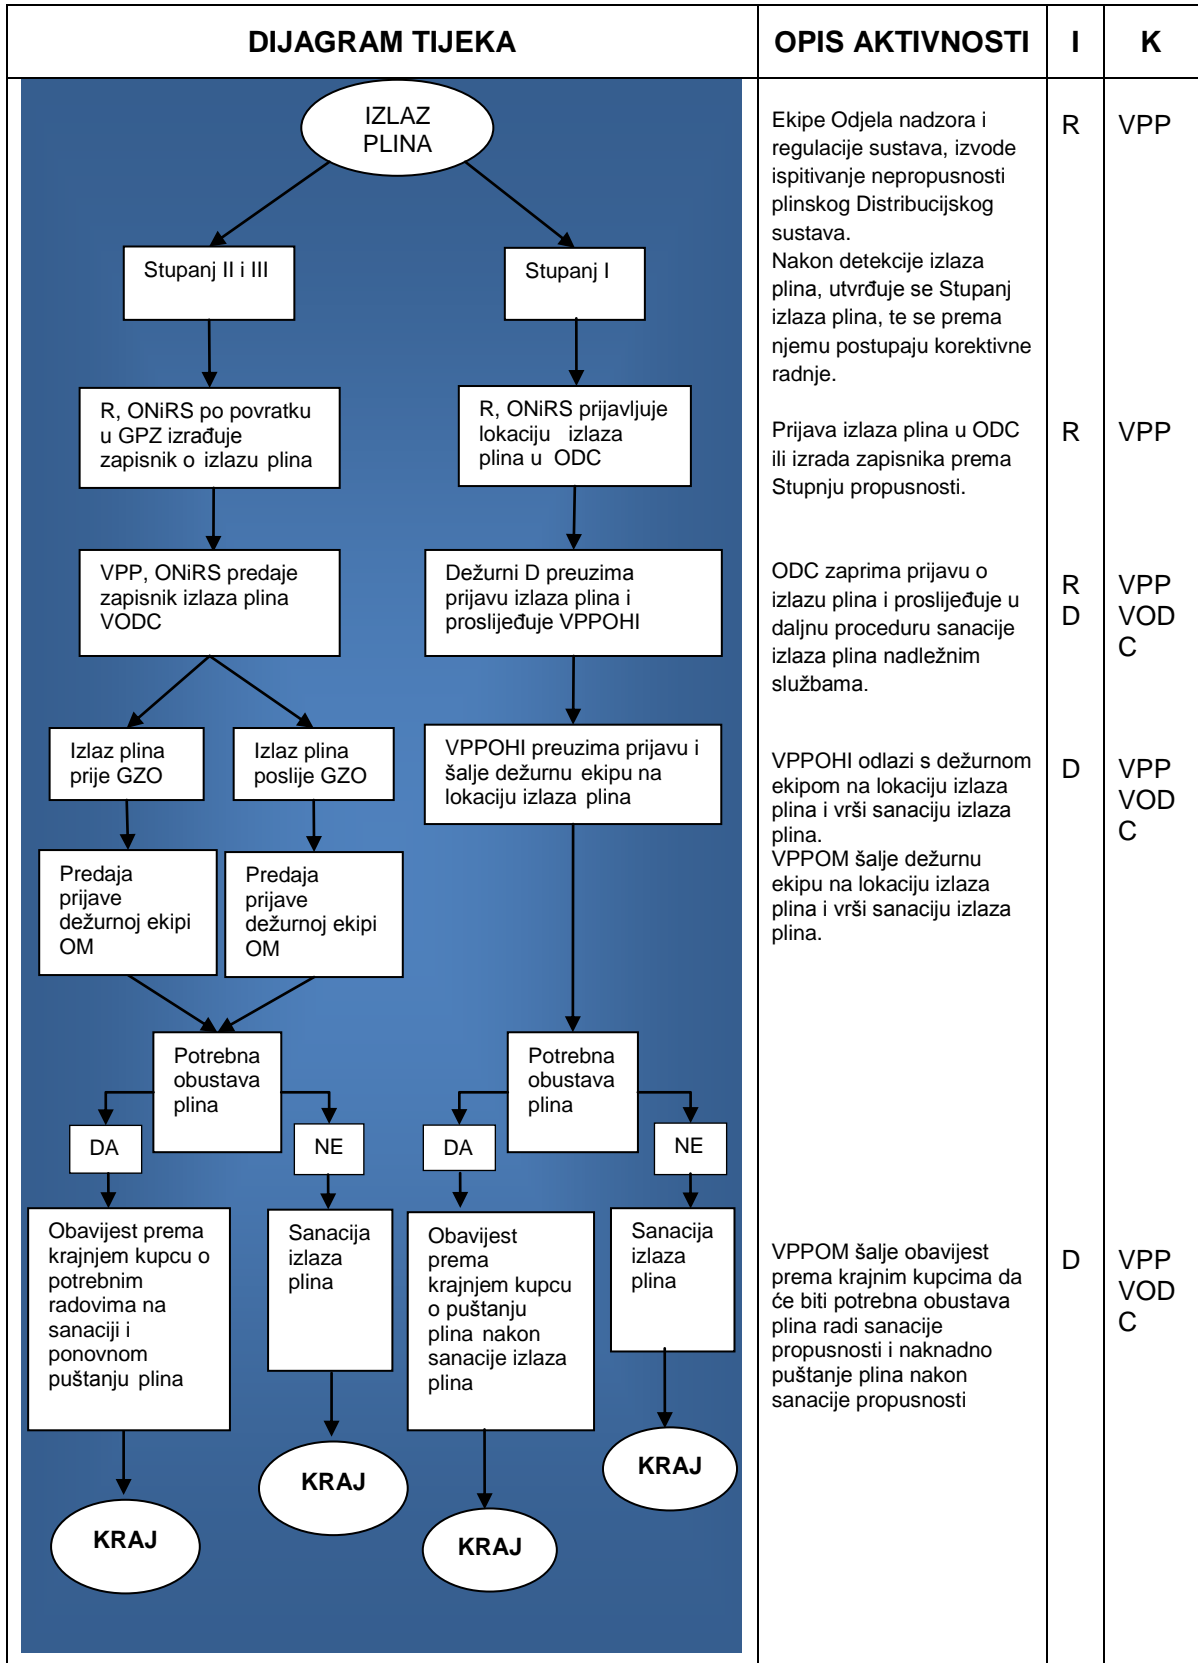 DIJAGRAM TIJEKA
OPIS AKTIVNOSTI
I
K
IZLAZ
PLINA
Stupanj II i III
Stupanj I
R, ONiRS po povratku
u GPZ izrađuje
zapisnik o izlazu plina
R, ONiRS prijavljuje
lokaciju izlaza
plina u ODC
VPP, ONiRS predaje
zapisnik izlaza plina
VODC
Dežurni D preuzima
prijavu izlaza plina i
proslijeđuje VPPOHI
Izlaz plina
prije GZO
Izlaz plina
poslije GZO
VPPOHI preuzima prijavu i
šalje dežurnu ekipu na
lokaciju izlaza plina
Predaja
prijave
dežurnoj ekipi
OM
Predaja
prijave
dežurnoj ekipi
OM
Potrebna
obustava
plina
Potrebna
obustava
plina
DA
NE
DA
NE
Obavijest prema
krajnjem kupcu o
potrebnim
radovima na
sanaciji i
ponovnom
puštanju plina
Sanacija
izlaza
plina
Obavijest
prema
krajnjem kupcu
o puštanju
plina nakon
sanacije izlaza
plina
Sanacija
izlaza
plina
KRAJ
KRAJ
KRAJ
KRAJ
Ekipe Odjela nadzora i
regulacije sustava, izvode
ispitivanje nepropusnosti
plinskog Distribucijskog
sustava.
Nakon detekcije izlaza
plina, utvrđuje se Stupanj
izlaza plina, te se prema
njemu postupaju korektivne
radnje.
R
VPP
Prijava izlaza plina u ODC
ili izrada zapisnika prema
Stupnju propusnosti.
R
VPP
ODC zaprima prijavu o
izlazu plina i proslijeđuje u
daljnu proceduru sanacije
izlaza plina nadležnim
službama.
R
D
VPP
VOD
C
VPPOHI odlazi s dežurnom
ekipom na lokaciju izlaza
plina i vrši sanaciju izlaza
plina.
VPPOM šalje dežurnu
ekipu na lokaciju izlaza
plina i vrši sanaciju izlaza
plina.
D
VPP
VOD
C
VPPOM šalje obavijest
prema krajnim kupcima da
će biti potrebna obustava
plina radi sanacije
propusnosti i naknadno
puštanje plina nakon
sanacije propusnosti
D
VPP
VOD
C